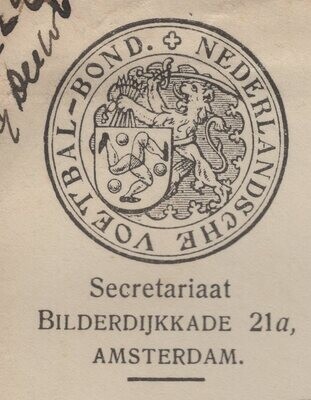 NEDERLANDSCHE VOETBAL-BOND.
Secretariaat
BILDERDIJKKADE 21a,
AMSTERDAM.